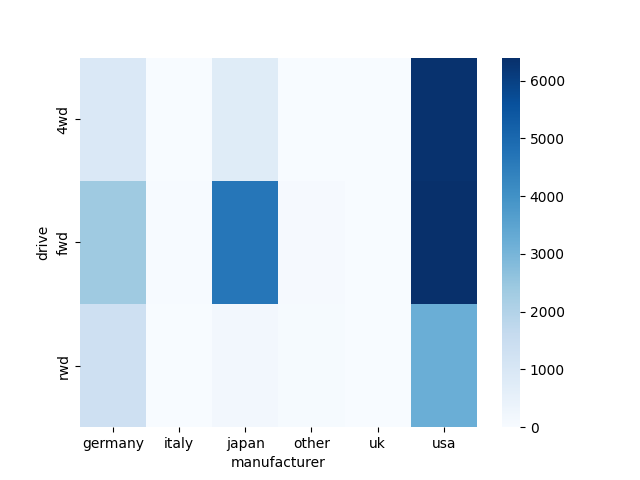 4wd
fwd
rwd
drive
germany italy japan other uk usa
manufacturer
6000
5000
4000
3000
2000
1000
0